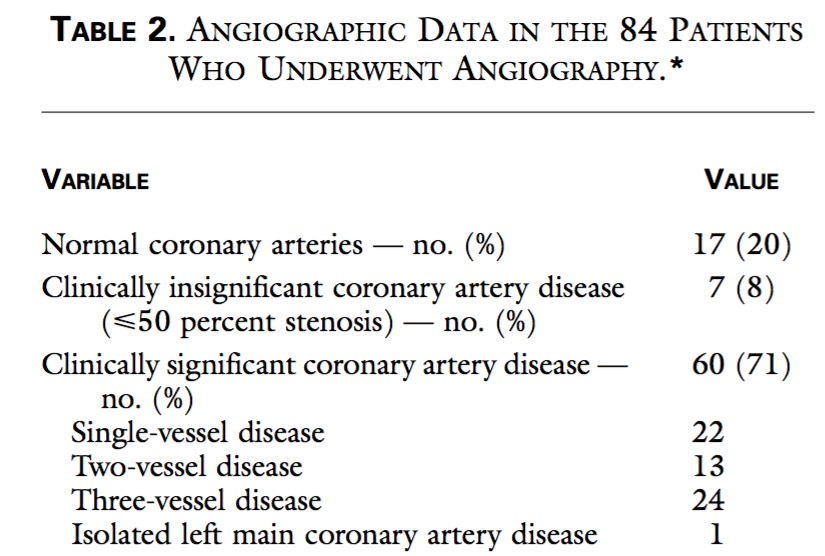 TABLE 2. ANGIOGRAPHIC DATA IN THE 84 PATIENTS
WHO UNDERWENT ANGIOGRAPHY.*
VARIABLE VALUE
Normal coronary arteries — no. (%) 17 (20)
Clinically insignificant coronary artery disease 7 (8)
(≤50 percent stenosis) — no. (%)
Clinically significant coronary artery disease — 60 (71)
no. (%)
Single-vessel disease 22
Two-vessel disease 13
Three-vessel disease 24
Isolated left main coronary artery disease 1